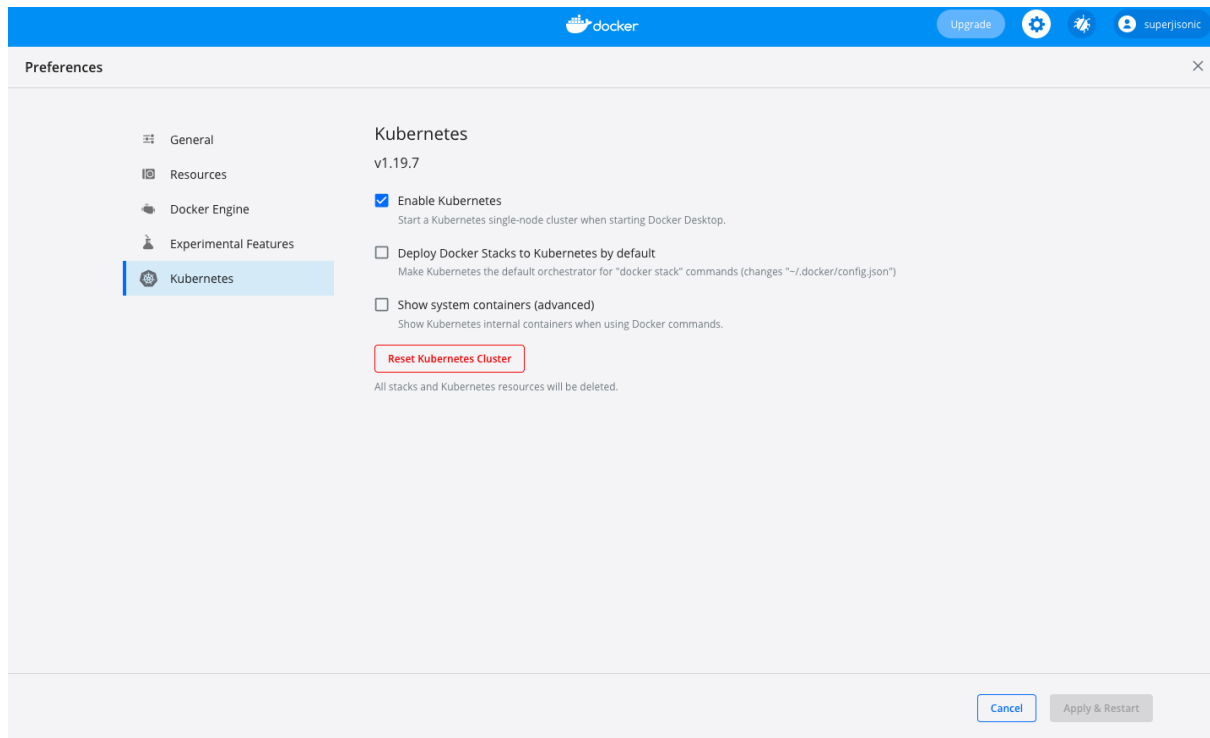 docker
Upgrade
superjisonic
Preferences
General
Resources
Docker Engine
Experimental Features
Kubernetes
Kubernetes
v1.19.7
Enable Kubernetes
Start a Kubernetes single-node cluster when starting Docker Desktop.
Deploy Docker Stacks to Kubernetes by default
Make Kubernetes the default orchestrator for "docker stack" commands (changes "~/.docker/config.json")
Show system containers (advanced)
Show Kubernetes internal containers when using Docker commands.
Reset Kubernetes Cluster
All stacks and Kubernetes resources will be deleted.
Cancel
Apply & Restart